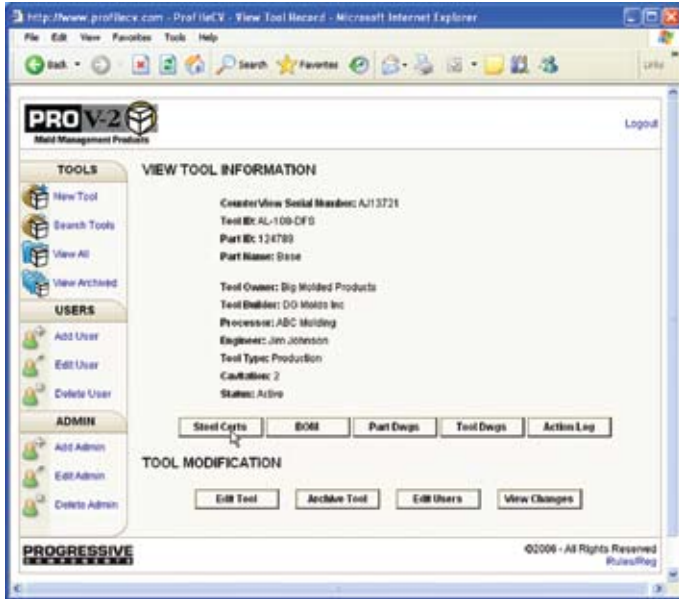 http://www.profilecv.com - ProfileCV - View Tool Record - Microsoft Internet Explorer
File Edit View Favorites Tools Help
Back Search Favorites Links
PRO V-2
Mold Management Products
Logout
TOOLS
New Tool
Search Tools
View All
View Archived
USERS
Add User
Edit User
Delete User
ADMIN
Add Admin
Edit Admin
Delete Admin
VIEW TOOL INFORMATION
CounterView Serial Number: AJ13721
Tool ID: AL-109-DFS
Part ID: 124789
Part Name: Base
Tool Owner: Big Molded Products
Tool Builder: DG Molds Inc
Processor: ABC Molding
Engineer: Jim Johnson
Tool Type: Production
Cavitation: 2
Status: Active
Steel Certs BOM Part Dwgs Tool Dwgs Action Log
TOOL MODIFICATION
Edit Tool Archive Tool Edit Users View Changes
PROGRESSIVE
COMPONENTS
©2006 - All Rights Reserved
Rules/Reg